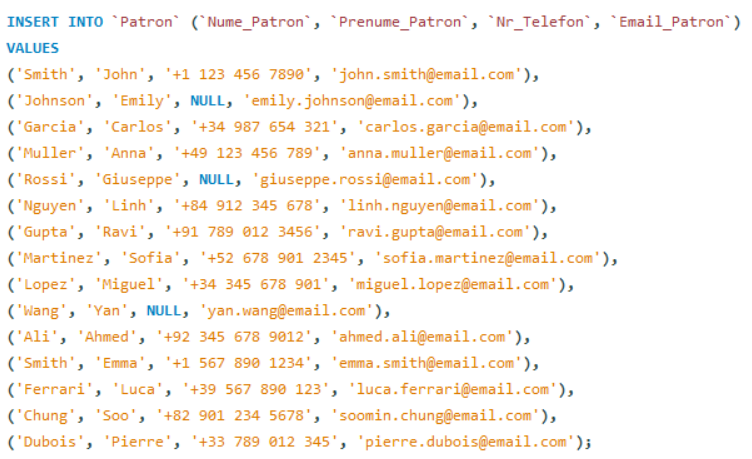 INSERT INTO `Patron` (`Nume_Patron`, `Prenume_Patron`, `Nr_Telefon`, `Email_Patron`)
VALUES
('Smith', 'John', '+1 123 456 7890', 'john.smith@email.com'),
('Johnson', 'Emily', NULL, 'emily.johnson@email.com'),
('Garcia', 'Carlos', '+34 987 654 321', 'carlos.garcia@email.com'),
('Muller', 'Anna', '+49 123 456 789', 'anna.muller@email.com'),
('Rossi', 'Giuseppe', NULL, 'giuseppe.rossi@email.com'),
('Nguyen', 'Linh', '+84 912 345 678', 'linh.nguyen@email.com'),
('Gupta', 'Ravi', '+91 789 012 3456', 'ravi.gupta@email.com'),
('Martinez', 'Sofia', '+52 678 901 2345', 'sofia.martinez@email.com'),
('Lopez', 'Miguel', '+34 345 678 901', 'miguel.lopez@email.com'),
('Wang', 'Yan', NULL, 'yan.wang@email.com'),
('Ali', 'Ahmed', '+92 345 678 9012', 'ahmed.ali@email.com'),
('Smith', 'Emma', '+1 567 890 1234', 'emma.smith@email.com'),
('Ferrari', 'Luca', '+39 567 890 123', 'luca.ferrari@email.com'),
('Chung', 'Soo', '+82 901 234 5678', 'soomin.chung@email.com'),
('Dubois', 'Pierre', '+33 789 012 345', 'pierre.dubois@email.com');